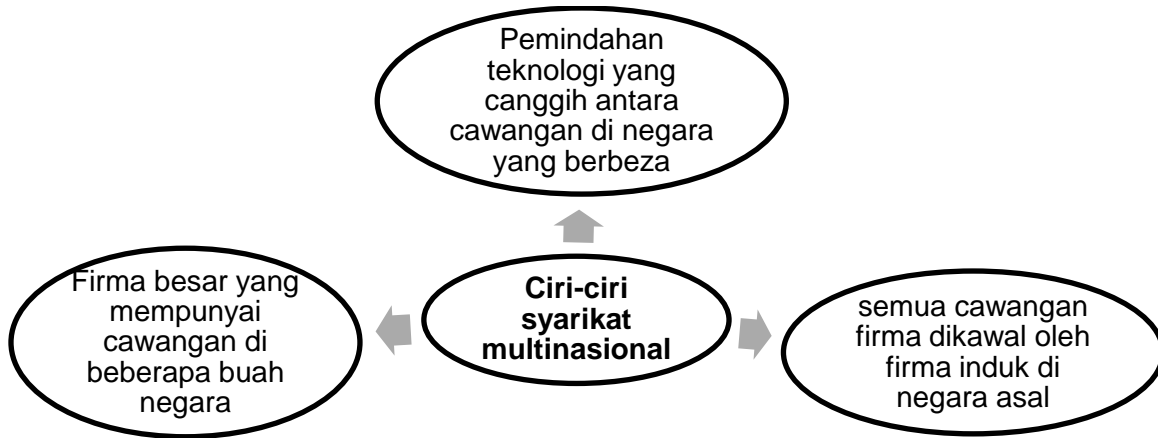 Pemindahan
teknologi yang
canggih antara
cawangan di negara
yang berbeza
Firma besar yang
mempunyai
cawangan di
beberapa buah
negara
Ciri-ciri
syarikat
multinasional
semua cawangan
firma dikawal oleh
firma induk di
negara asal